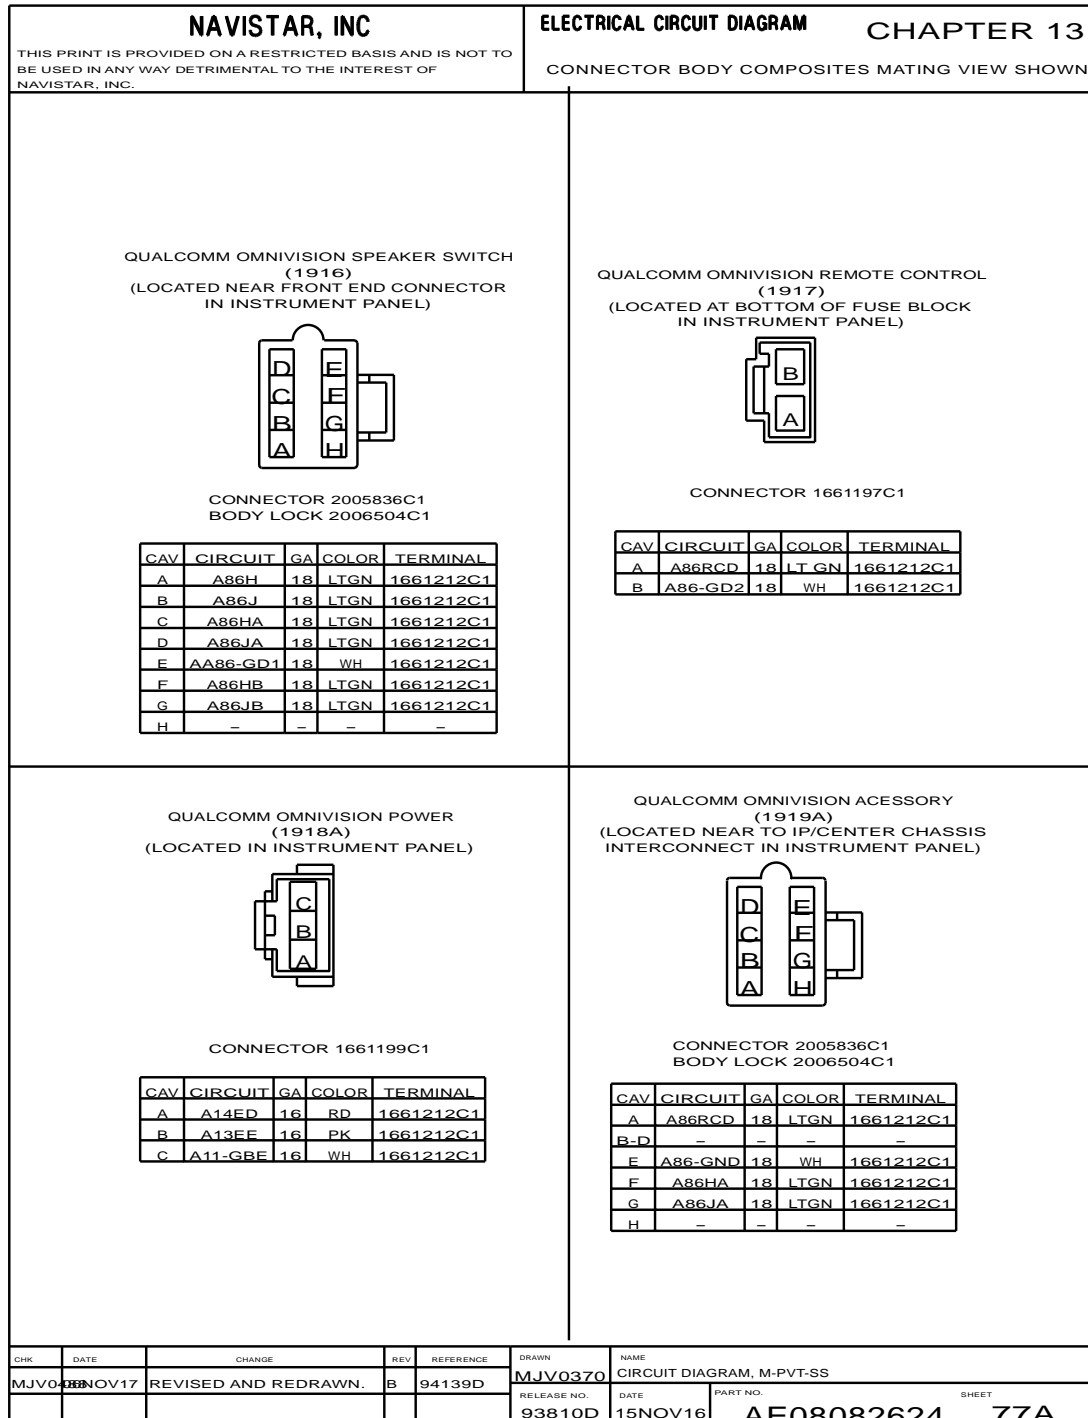 NAVISTAR, INC
THIS PRINT IS PROVIDED ON A RESTRICTED BASIS AND IS NOT TO
BE USED IN ANY WAY DETRIMENTAL TO THE INTEREST OF
NAVISTAR, INC.
ELECTRICAL CIRCUIT DIAGRAM CHAPTER 13
CONNECTOR BODY COMPOSITES MATING VIEW SHOWN
QUALCOMM OMNIVISION SPEAKER SWITCH
(1916)
(LOCATED NEAR FRONT END CONNECTOR
IN INSTRUMENT PANEL)
D E
C F
B G
A H
CONNECTOR 2005836C1
BODY LOCK 2006504C1
CAV CIRCUIT GA COLOR TERMINAL
A A86H 18 LTGN 1661212C1
B A86J 18 LTGN 1661212C1
C A86HA 18 LTGN 1661212C1
D A86JA 18 LTGN 1661212C1
E AA86-GD1 18 WH 1661212C1
F A86HB 18 LTGN 1661212C1
G A86JB 18 LTGN 1661212C1
H – – – –
QUALCOMM OMNIVISION REMOTE CONTROL
(1917)
(LOCATED AT BOTTOM OF FUSE BLOCK
IN INSTRUMENT PANEL)
B
A
CONNECTOR 1661197C1
CAV CIRCUIT GA COLOR TERMINAL
A A86RCD 18 LT GN 1661212C1
B A86-GD2 18 WH 1661212C1
QUALCOMM OMNIVISION POWER
(1918A)
(LOCATED IN INSTRUMENT PANEL)
C
B
A
CONNECTOR 1661199C1
CAV CIRCUIT GA COLOR TERMINAL
A A14ED 16 RD 1661212C1
B A13EE 16 PK 1661212C1
C A11-GBE 16 WH 1661212C1
QUALCOMM OMNIVISION ACESSORY
(1919A)
(LOCATED NEAR TO IP/CENTER CHASSIS
INTERCONNECT IN INSTRUMENT PANEL)
D E
C F
B G
A H
CONNECTOR 2005836C1
BODY LOCK 2006504C1
CAV CIRCUIT GA COLOR TERMINAL
A A86RCD 18 LTGN 1661212C1
B-D – – – –
E A86-GND 18 WH 1661212C1
F A86HA 18 LTGN 1661212C1
G A86JA 18 LTGN 1661212C1
H – – – –
CHK DATE CHANGE REV REFERENCE
REVISED AND REDRAWN. B 94139D
DRAWN
MJV0370
NAME
CIRCUIT DIAGRAM, M-PVT-SS
RELEASE NO. DATE PART NO. SHEET
93810D 15NOV16 AE08082624 77A